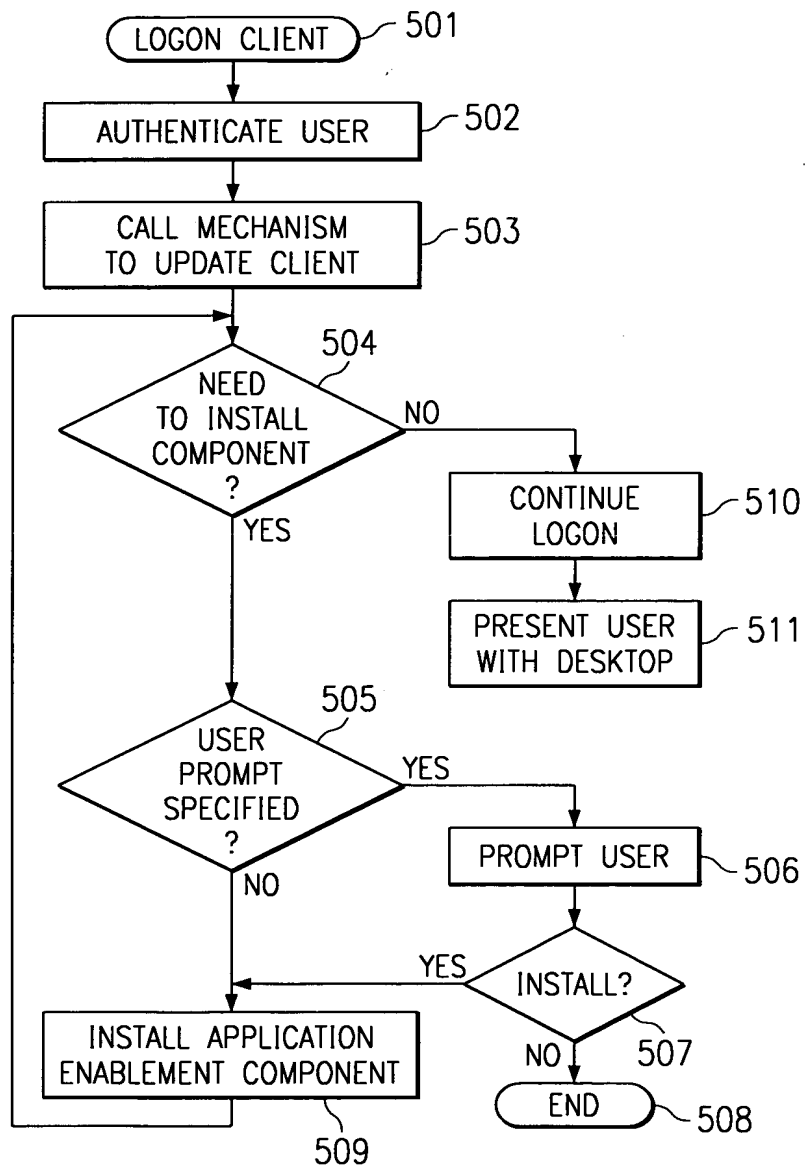 LOGON CLIENT
501
AUTHENTICATE USER
502
CALL MECHANISM
TO UPDATE CLIENT
503
504
NEED
TO INSTALL
COMPONENT
?
NO
YES
CONTINUE
LOGON
510
PRESENT USER
WITH DESKTOP
511
505
USER
PROMPT
SPECIFIED
?
YES
NO
PROMPT USER
506
INSTALL?
YES
507
NO
INSTALL APPLICATION
ENABLEMENT COMPONENT
509
END
508